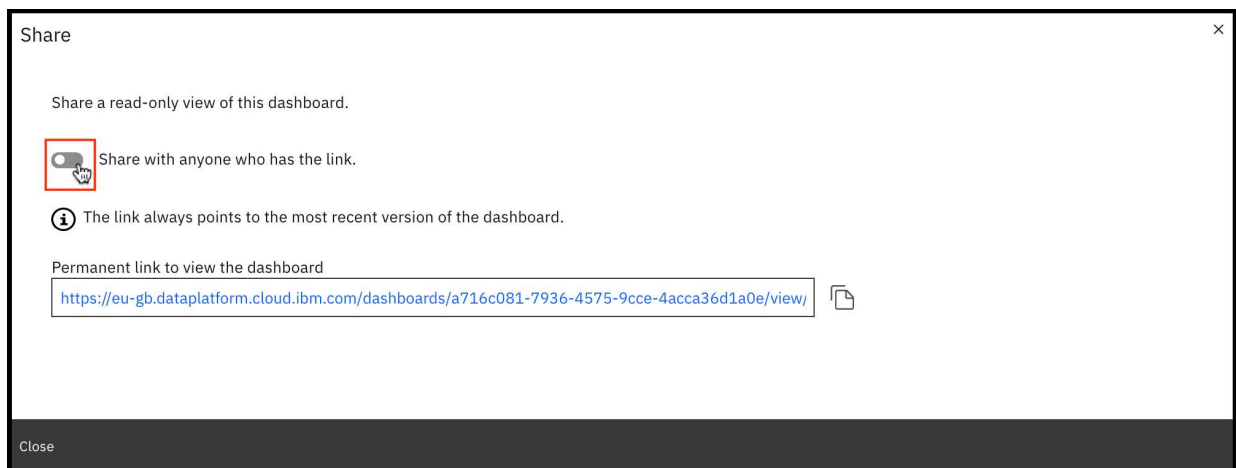 Share
Share a read-only view of this dashboard.
Share with anyone who has the link.
The link always points to the most recent version of the dashboard.
Permanent link to view the dashboard
https://eu-gb.dataplatform.cloud.ibm.com/dashboards/a716c081-7936-4575-9cce-4acca36d1a0e/view/
Close